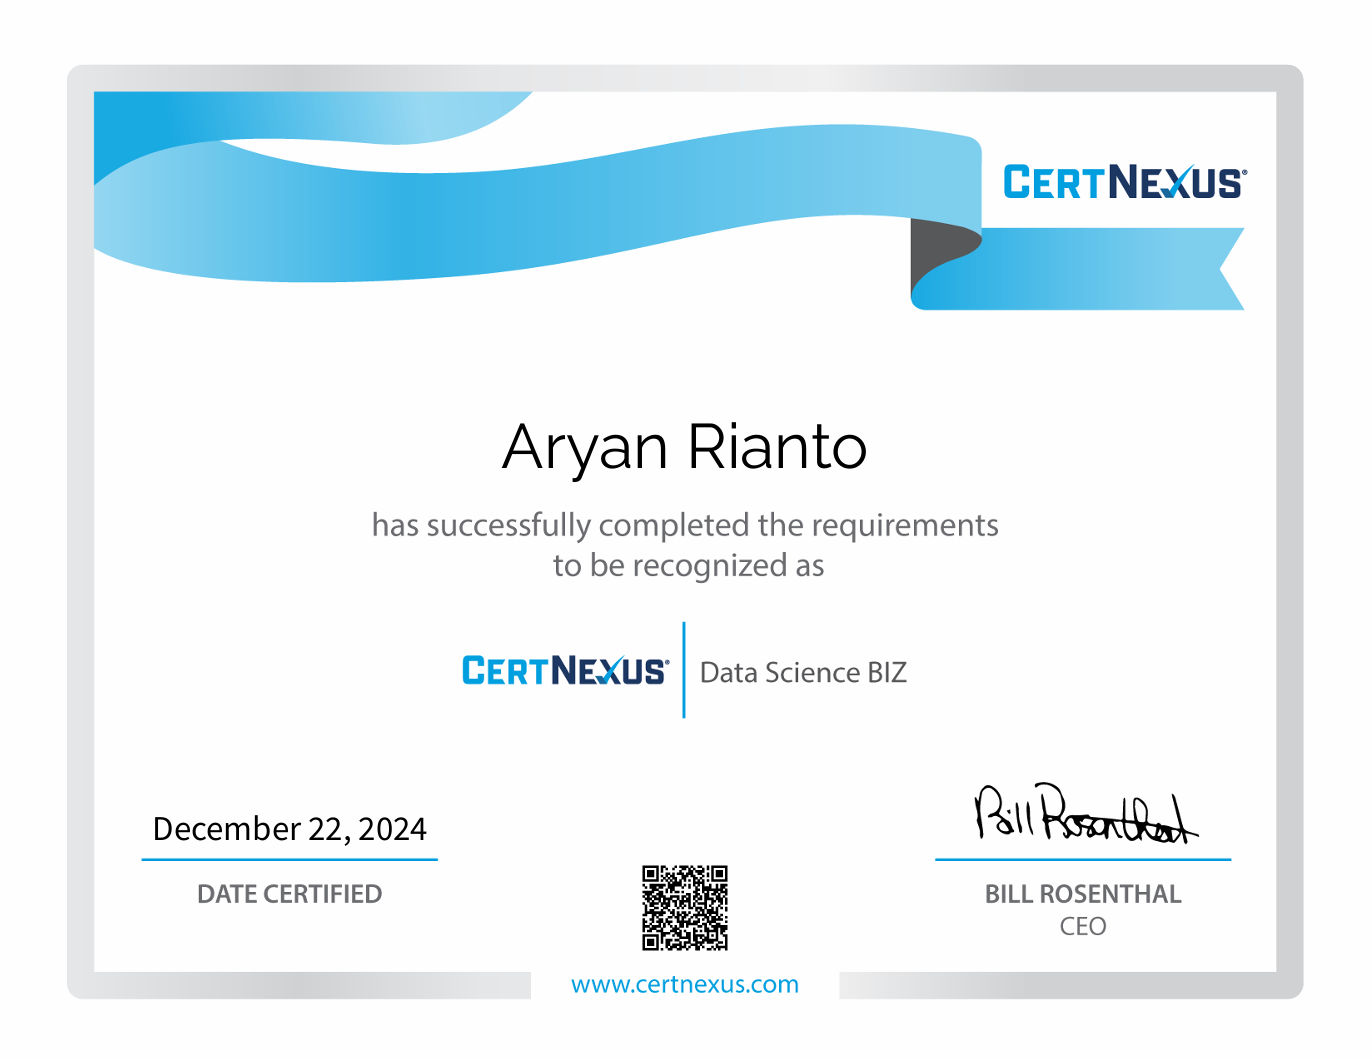 CERTNEXUS®
Aryan Rianto
has successfully completed the requirements
to be recognized as
CERTNEXUS® Data Science BIZ
December 22, 2024
DATE CERTIFIED
Bill Rosenthal
BILL ROSENTHAL
CEO
www.certnexus.com